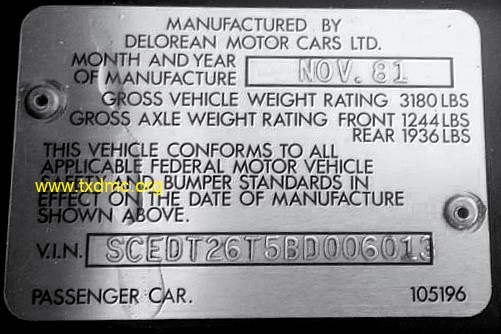 MANUFACTURED BY
DELOREAN MOTOR CARS LTD.
MONTH AND YEAR
OF MANUFACTURE NOV. 81
GROSS VEHICLE WEIGHT RATING 3180 LBS
GROSS AXLE WEIGHT RATING FRONT 1244 LBS
REAR 1936 LBS
THIS VEHICLE CONFORMS TO ALL
APPLICABLE FEDERAL MOTOR VEHICLE
www.txdmc.org
SAFETY AND BUMPER STANDARDS IN
EFFECT ON THE DATE OF MANUFACTURE
SHOWN ABOVE.
V.I.N. SCEDT26T5BD006013
PASSENGER CAR. 105196